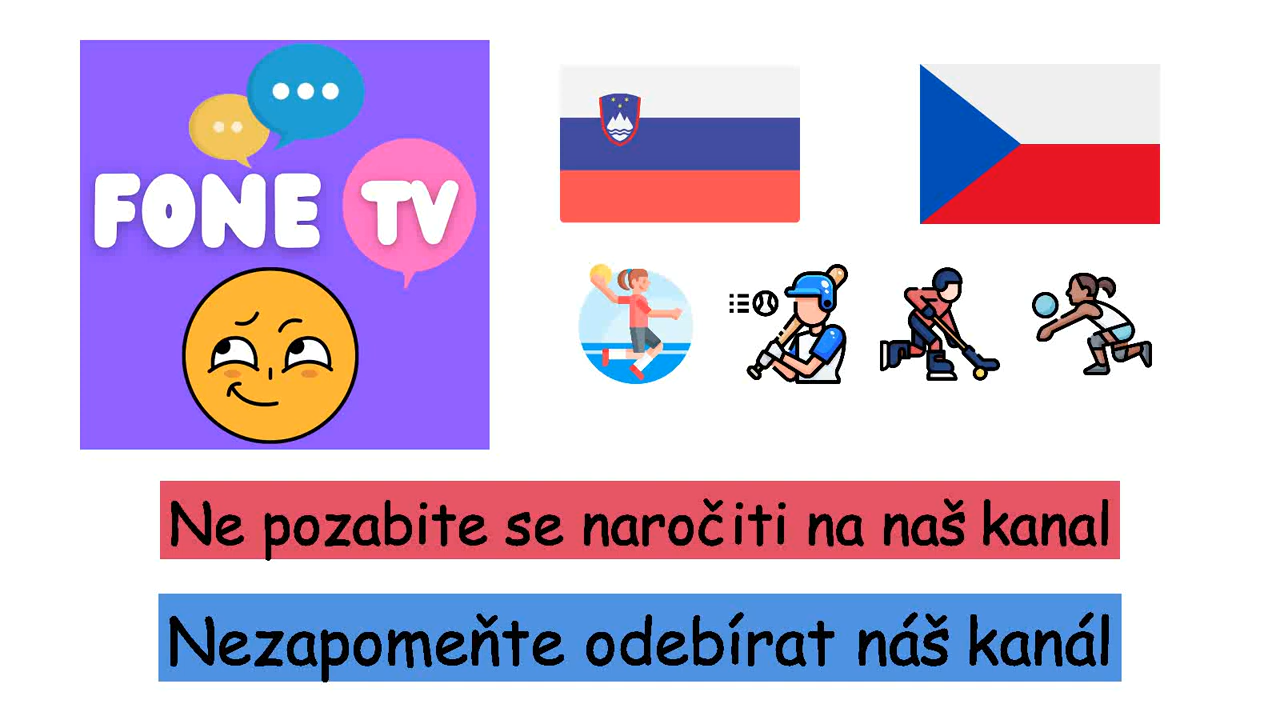 FONE TV
Ne pozabite se naročiti na naš kanal
Nezapomeňte odebírat náš kanál